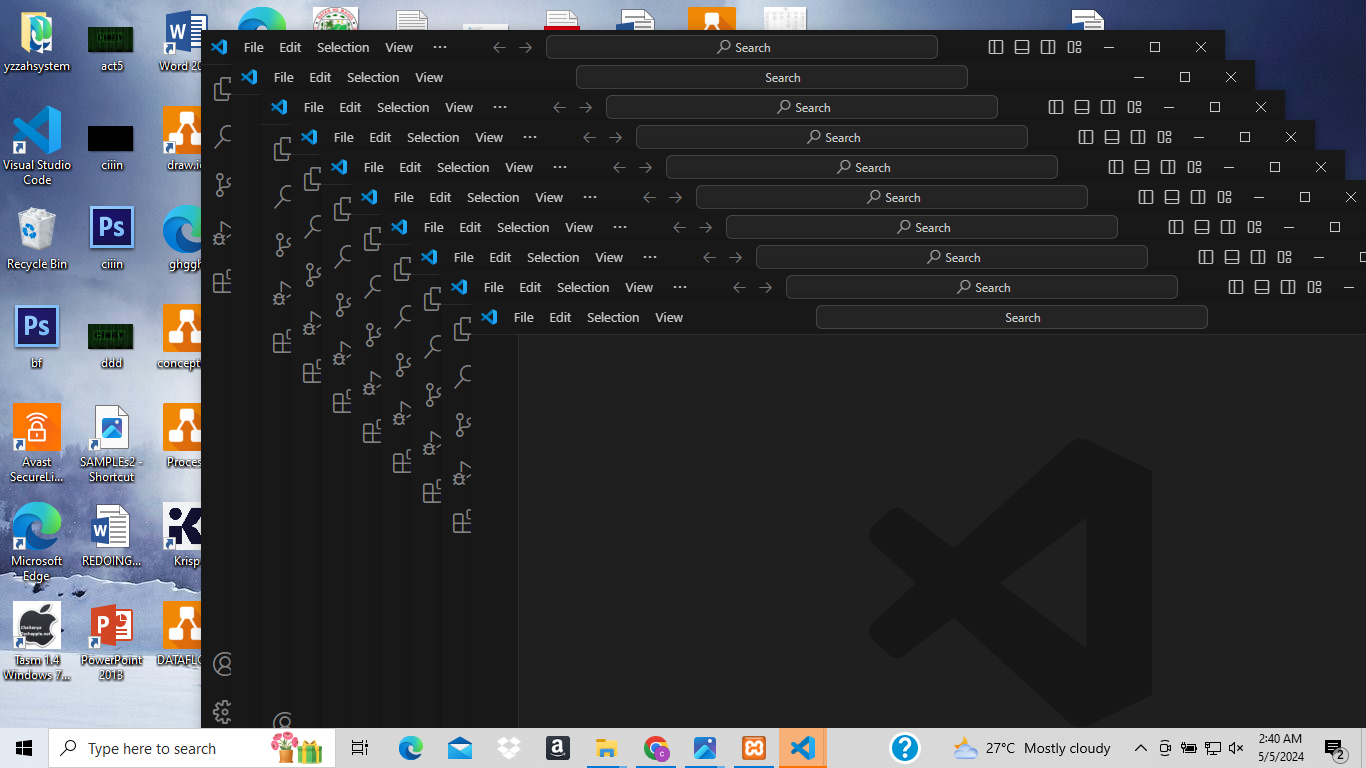 File Edit Selection View ··· Search
File Edit Selection View Search
File Edit Selection View ··· Search
File Edit Selection View ··· Search
File Edit Selection View ··· Search
File Edit Selection View ··· Search
File Edit Selection View ··· Search
File Edit Selection View ··· Search
File Edit Selection View ··· Search
File Edit Selection View Search
yzzahsystem
act5
Word 20
Visual Studio
Code
ciiin
draw.io
Recycle Bin
ciiin
ghggh
Ps
Ps
bf
ddd
concept
Avast
SecureLi...
SAMPLEs2 -
Shortcut
Proces
Microsoft
Edge
REDOING...
Krisp
Tasm 1.4
Windows 7...
PowerPoint
2013
DATAFLO
Type here to search
27°C Mostly cloudy
2:40 AM
5/5/2024
2